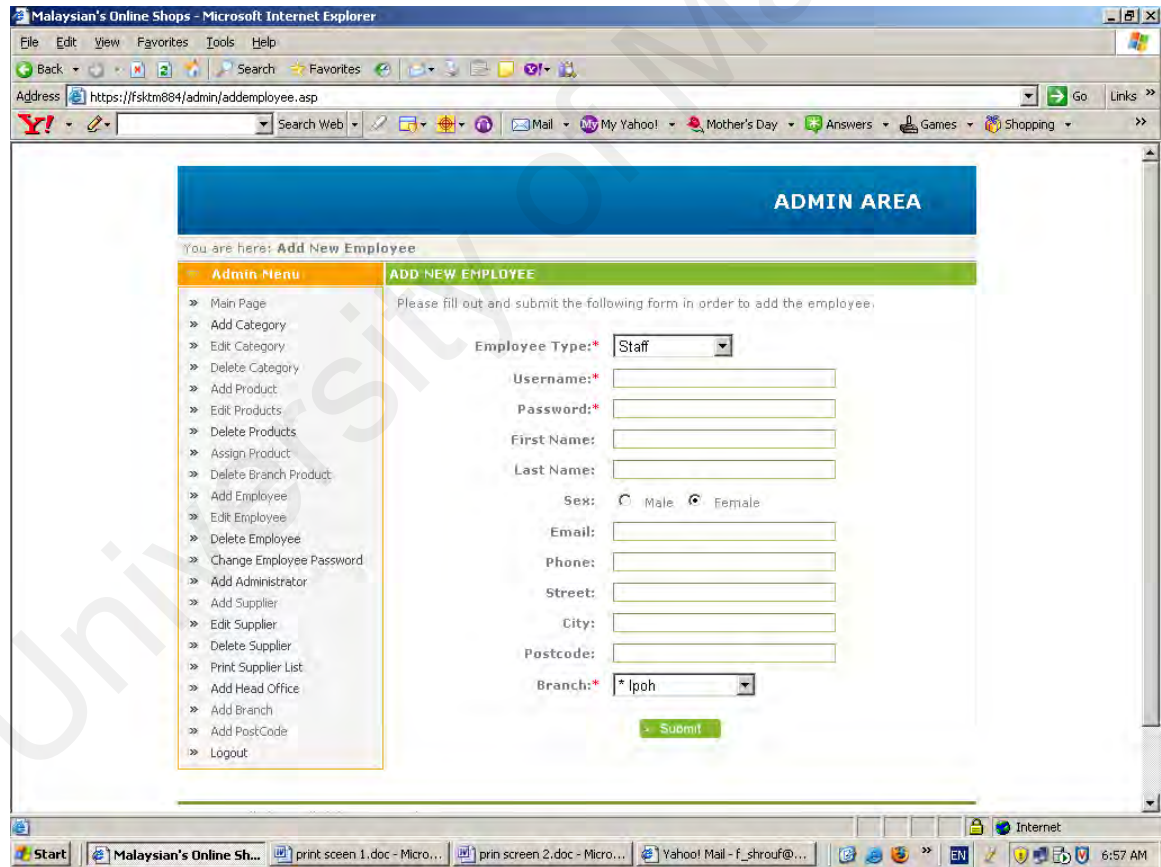 Malaysian's Online Shops - Microsoft Internet Explorer
File Edit View Favorites Tools Help
Back Search Favorites
Address https://fsktm884/admin/addemployee.asp Go Links »
Y! Search Web Mail My Yahoo! Mother's Day Answers Games Shopping »
ADMIN AREA
You are here: Add New Employee
Admin Menu
ADD NEW EMPLOYEE
» Main Page
» Add Category
» Edit Category
» Delete Category
» Add Product
» Edit Products
» Delete Products
» Assign Product
» Delete Branch Product
» Add Employee
» Edit Employee
» Delete Employee
» Change Employee Password
» Add Administrator
» Add Supplier
» Edit Supplier
» Delete Supplier
» Print Supplier List
» Add Head Office
» Add Branch
» Add PostCode
» Logout
Please fill out and submit the following form in order to add the employee.
Employee Type:* Staff
Username:*
Password:*
First Name:
Last Name:
Sex: Male Female
Email:
Phone:
Street:
City:
Postcode:
Branch:* * Ipoh
Submit
Internet
Start Malaysian's Online Sh... print sceen 1.doc - Micro... prin screen 2.doc - Micro... Yahoo! Mail - f_shrouf@... » EN 6:57 AM
University of Ma